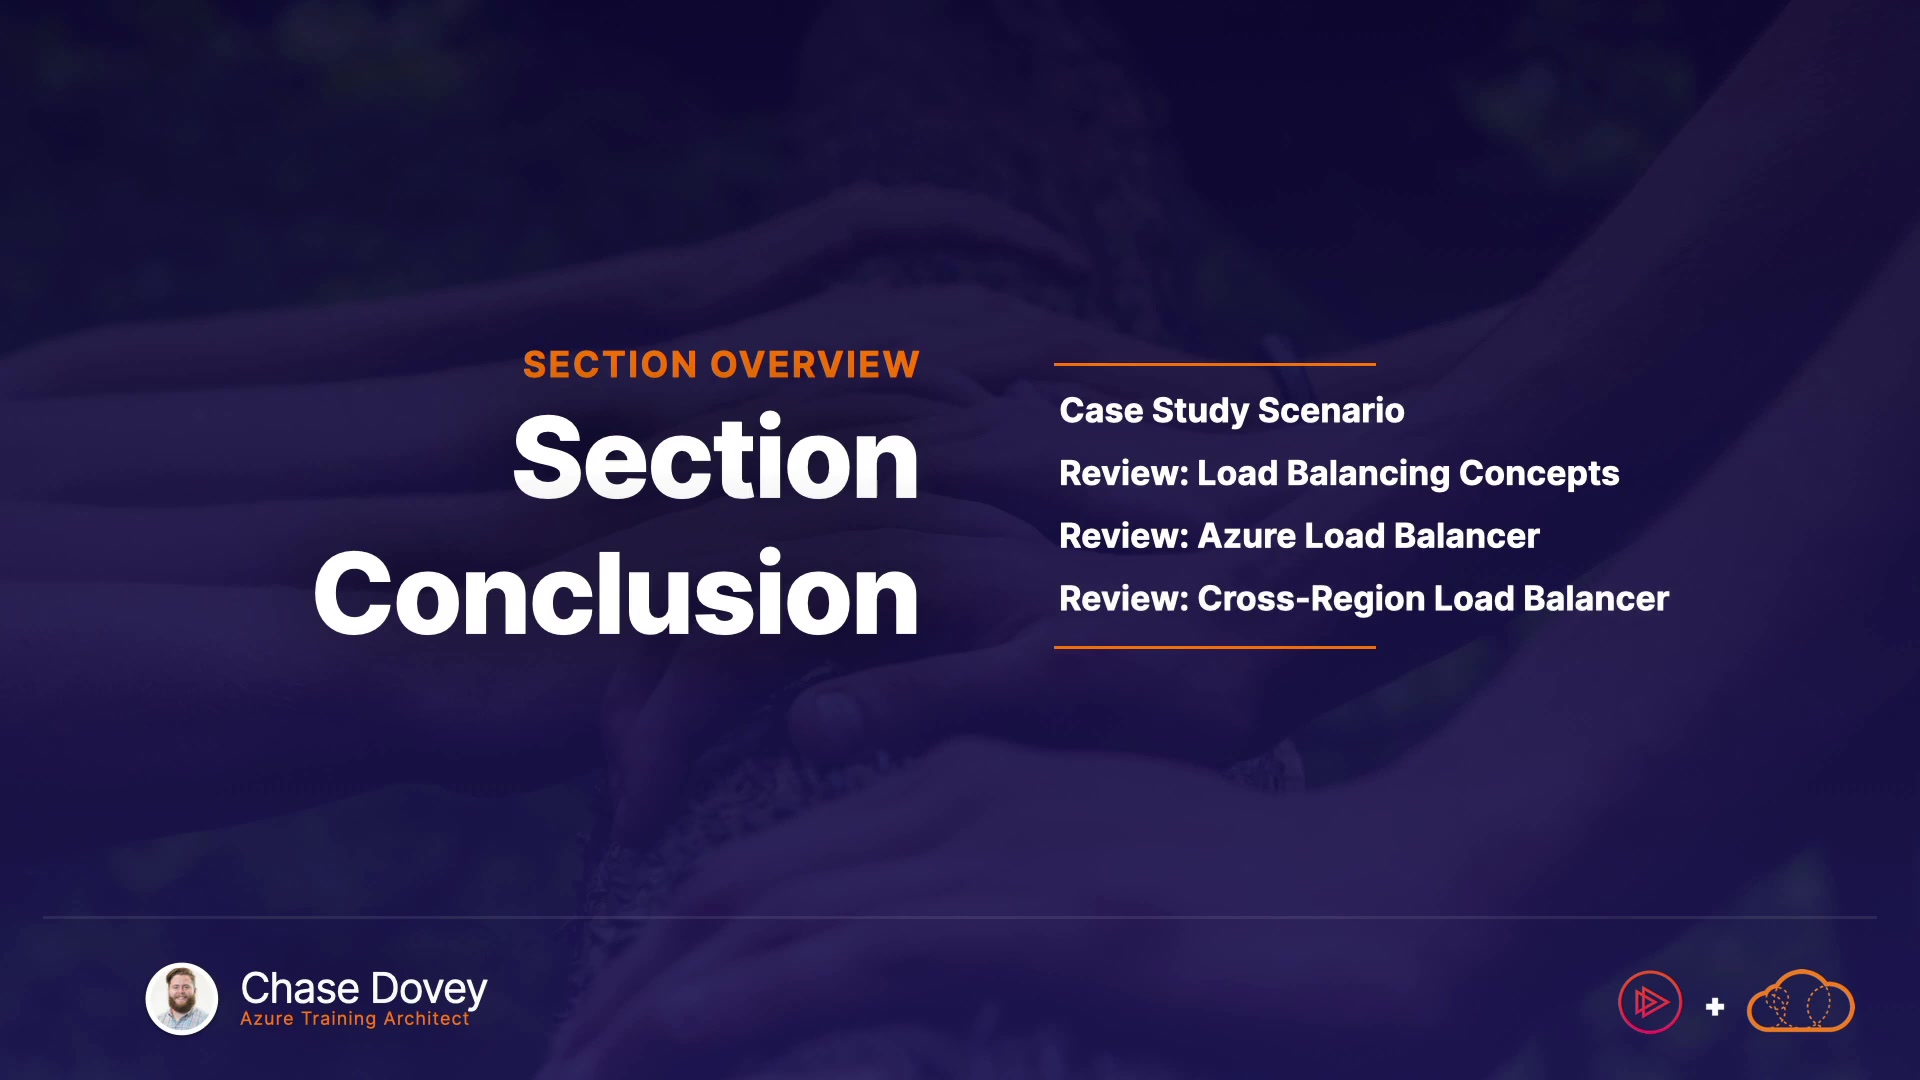 SECTION OVERVIEW
Section
Conclusion
Case Study Scenario
Review: Load Balancing Concepts
Review: Azure Load Balancer
Review: Cross-Region Load Balancer
Chase Dovey
Azure Training Architect
+